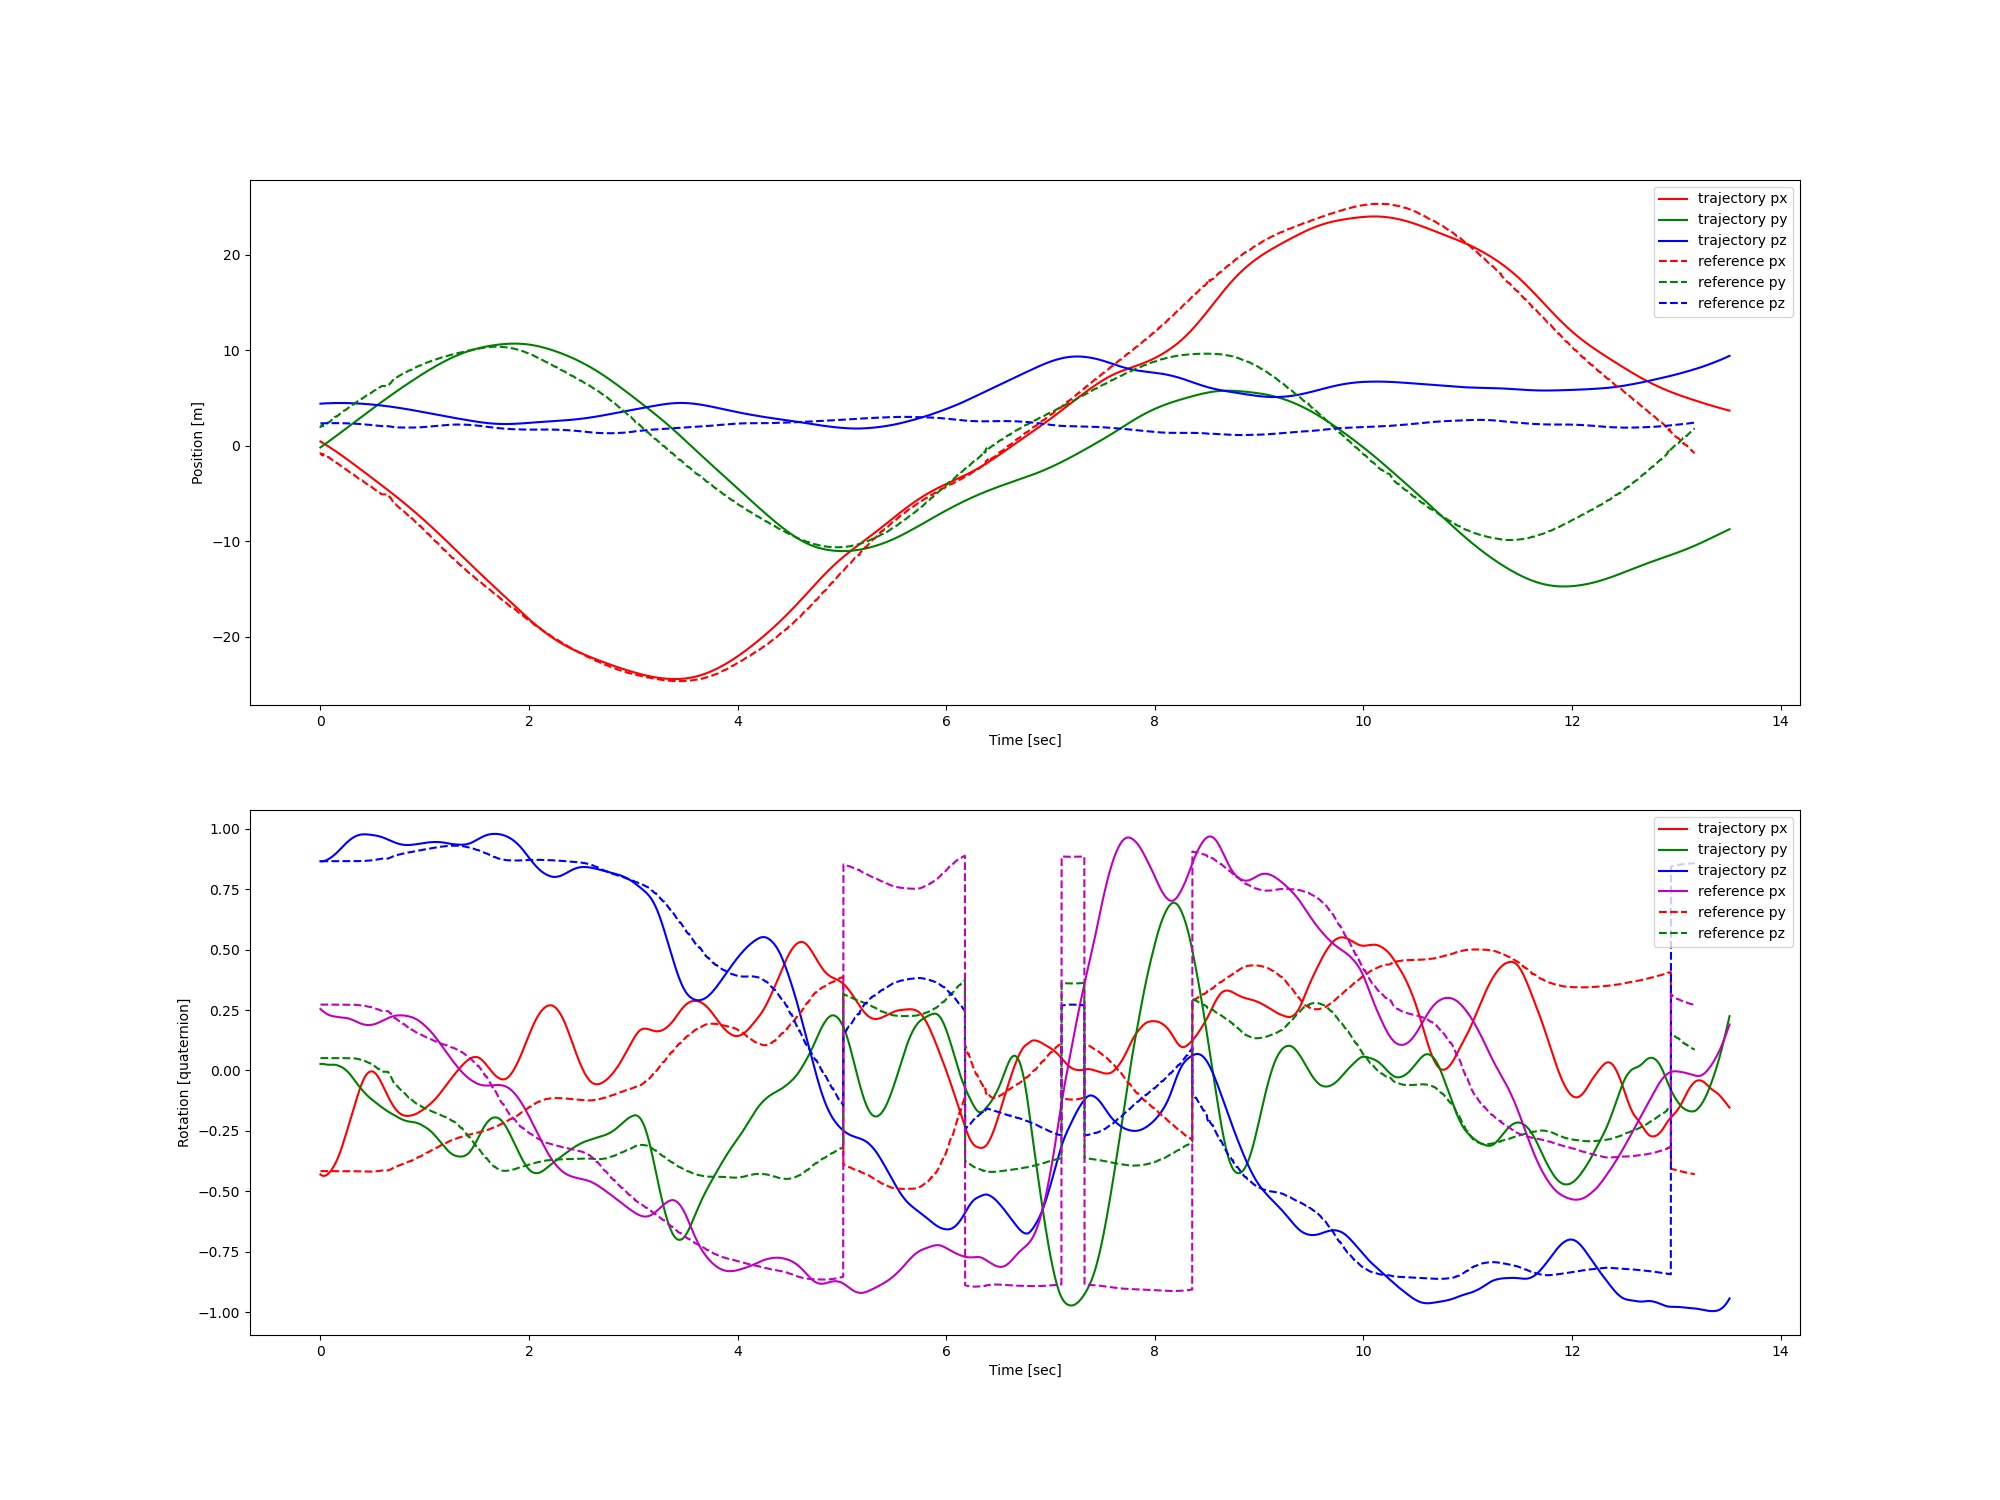 trajectory px
trajectory py
trajectory pz
reference px
reference py
reference pz
Position [m]
20
10
0
−10
−20
0 2 4 6 8 10 12 14
Time [sec]
trajectory px
trajectory py
trajectory pz
reference px
reference py
reference pz
Rotation [quaternion]
1.00
0.75
0.50
0.25
0.00
−0.25
−0.50
−0.75
−1.00
0 2 4 6 8 10 12 14
Time [sec]